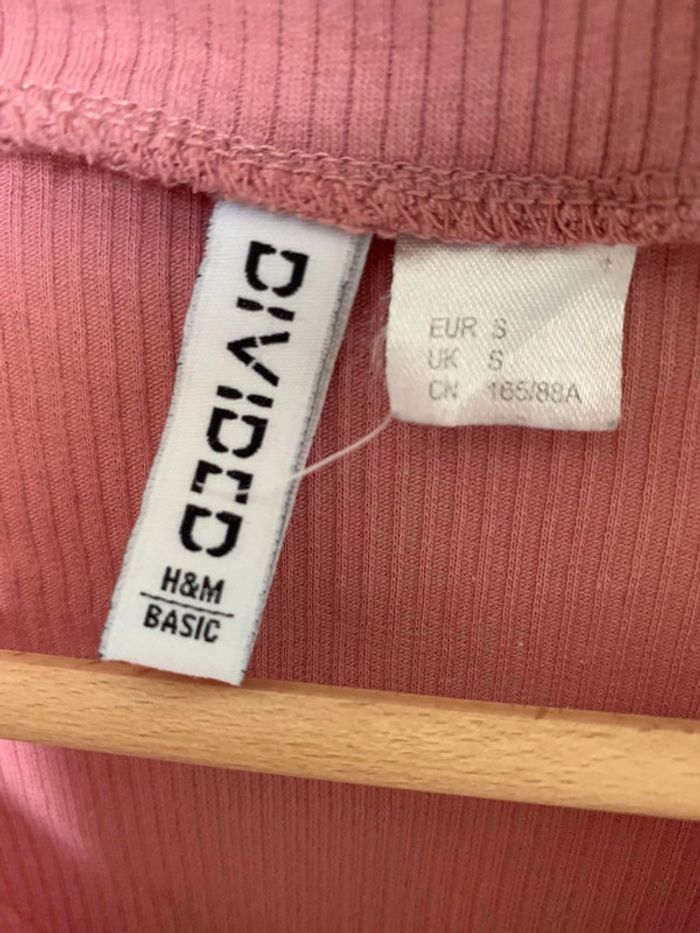 DIVIDED
H&M
BASIC
EUR S
UK S
CN 165/88A